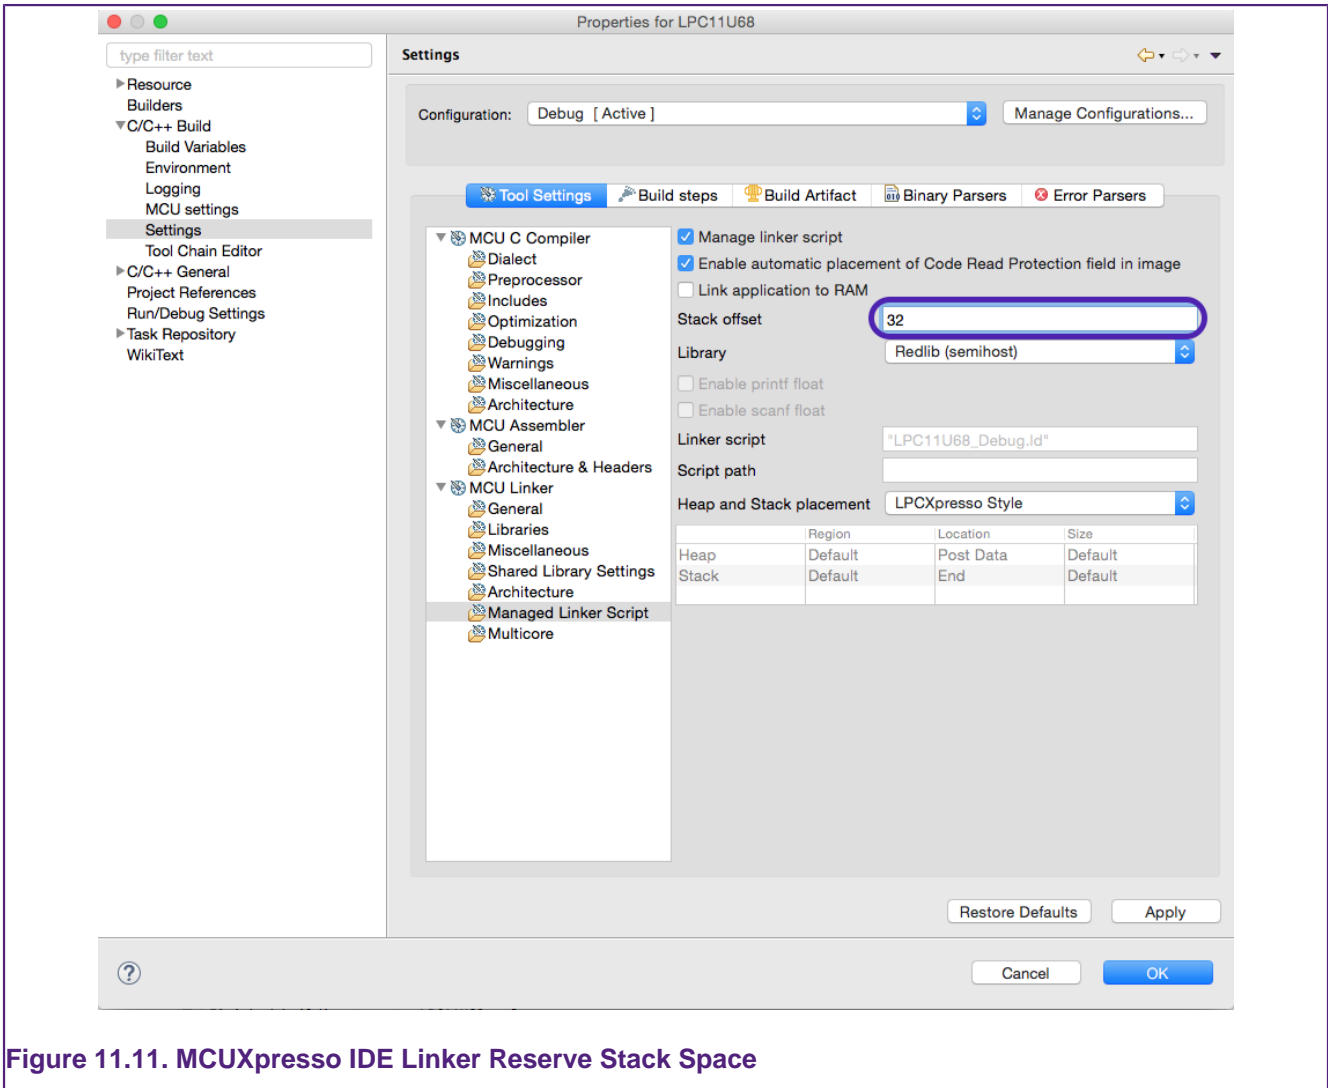 Properties for LPC11U68
type filter text
Resource
Builders
C/C++ Build
Build Variables
Environment
Logging
MCU settings
Settings
Tool Chain Editor
C/C++ General
Project References
Run/Debug Settings
Task Repository
WikiText
Settings
Configuration: Debug [ Active ] Manage Configurations...
Tool Settings Build steps Build Artifact Binary Parsers Error Parsers
MCU C Compiler
Dialect
Preprocessor
Includes
Optimization
Debugging
Warnings
Miscellaneous
Architecture
MCU Assembler
General
Architecture & Headers
MCU Linker
General
Libraries
Miscellaneous
Shared Library Settings
Architecture
Managed Linker Script
Multicore
Manage linker script
Enable automatic placement of Code Read Protection field in image
Link application to RAM
Stack offset 32
Library Redlib (semihost)
Enable printf float
Enable scanf float
Linker script "LPC11U68_Debug.ld"
Script path
Heap and Stack placement LPCXpresso Style
Region Location Size
Heap Default Post Data Default
Stack Default End Default
Restore Defaults Apply
? Cancel OK
Figure 11.11. MCUXpresso IDE Linker Reserve Stack Space